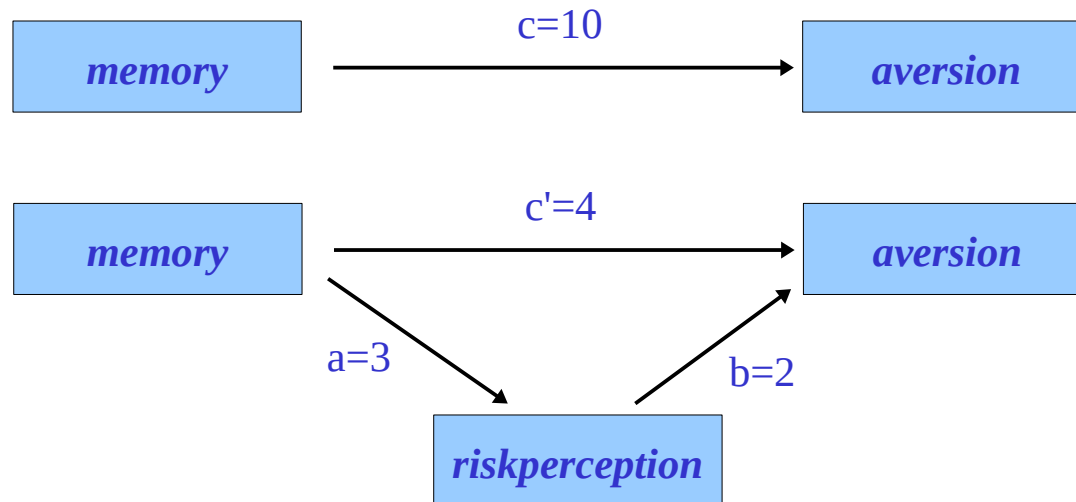 c=10
memory
aversion
c'=4
memory
aversion
a=3
b=2
riskperception